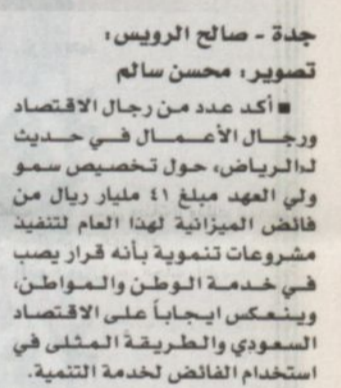 جدة - صالح الرويس:
تصوير: محسن سالم
■ أكد عدد من رجال الاقتصاد
ورجال الأعمال في حديث
لـ«الرياض» حول تخصيص سمو
ولي العهد مبلغ ٤١ مليار ريال من
فائض الميزانية لهذا العام لتنفيذ
مشروعات تنموية بأنه قرار يصب
في خدمة الوطن والمواطن،
وينعكس ايجاباً على الاقتصاد
السعودي والطريقة المثلى في
استخدام الفائض لخدمة التنمية.